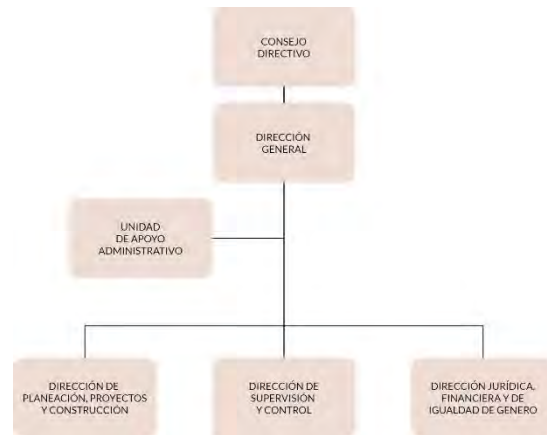 CONSEJO
DIRECTIVO
DIRECCIÓN
GENERAL
UNIDAD
DE APOYO
ADMINISTRATIVO
DIRECCIÓN DE
PLANEACIÓN, PROYECTOS
Y CONSTRUCCIÓN
DIRECCIÓN DE
SUPERVISIÓN
Y CONTROL
DIRECCIÓN JURÍDICA,
FINANCIERA Y DE
IGUALDAD DE GENERO